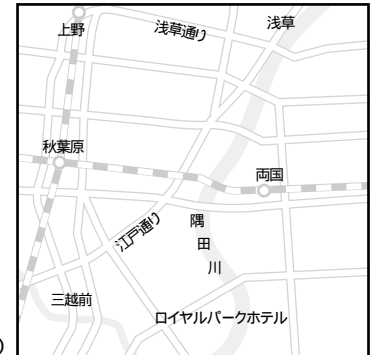 上野
浅草通り
浅草
秋葉原
両国
江戸通り
隅田川
三越前
ロイヤルパークホテル
)